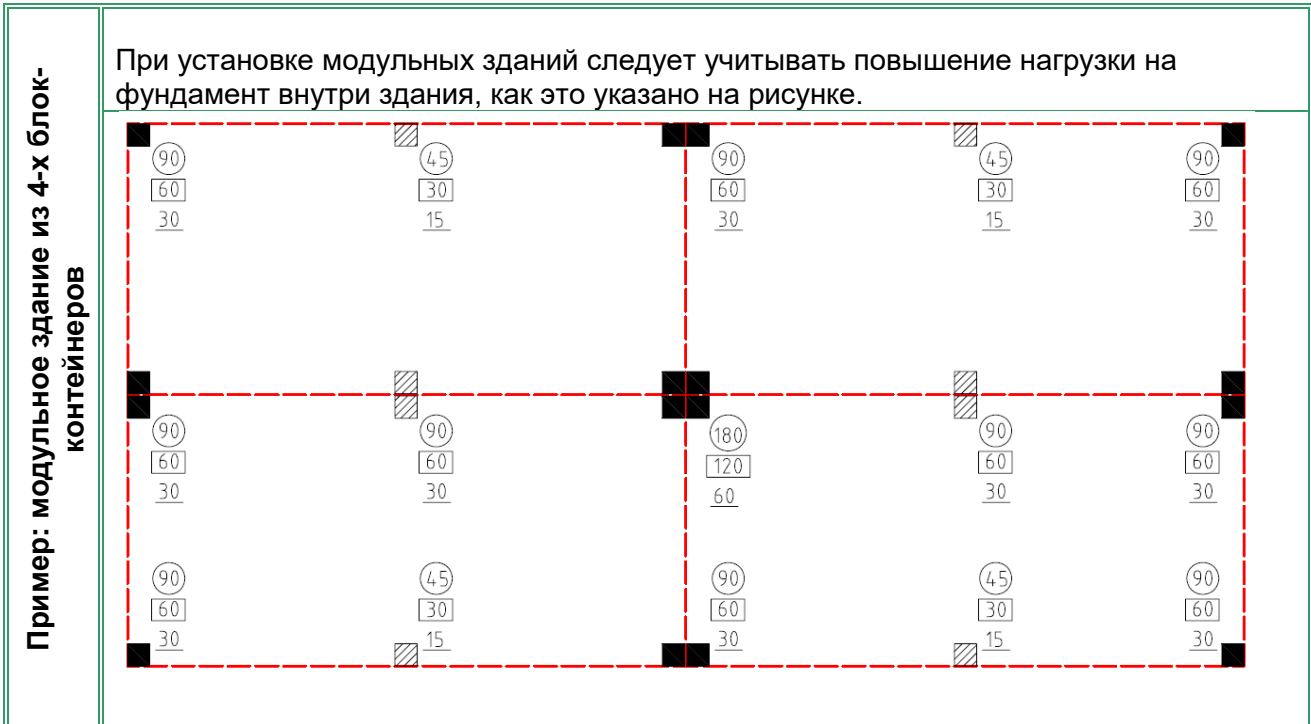 Пример: модульное здание из 4-х блок-
контейнеров
При установке модульных зданий следует учитывать повышение нагрузки на
фундамент внутри здания, как это указано на рисунке.
90 45 90 45 90
60 30 60 30 60
30 15 30 15 30
90 90 180 90 90
60 60 120 60 60
30 30 60 30 30
90 45 90 45 90
60 30 60 30 60
30 15 30 15 30